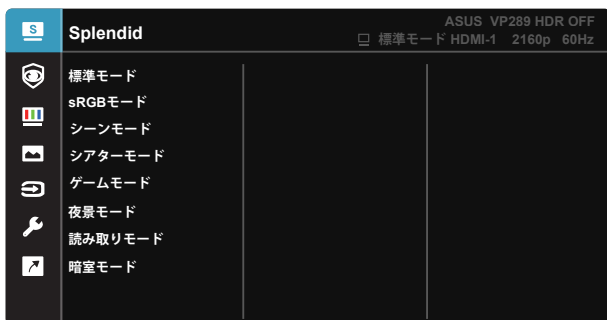 S
Splendid
ASUS VP289 HDR OFF
標準モード HDMI-1 2160p 60Hz
標準モード
sRGBモード
シーンモード
シアターモード
ゲームモード
夜景モード
読み取りモード
暗室モード